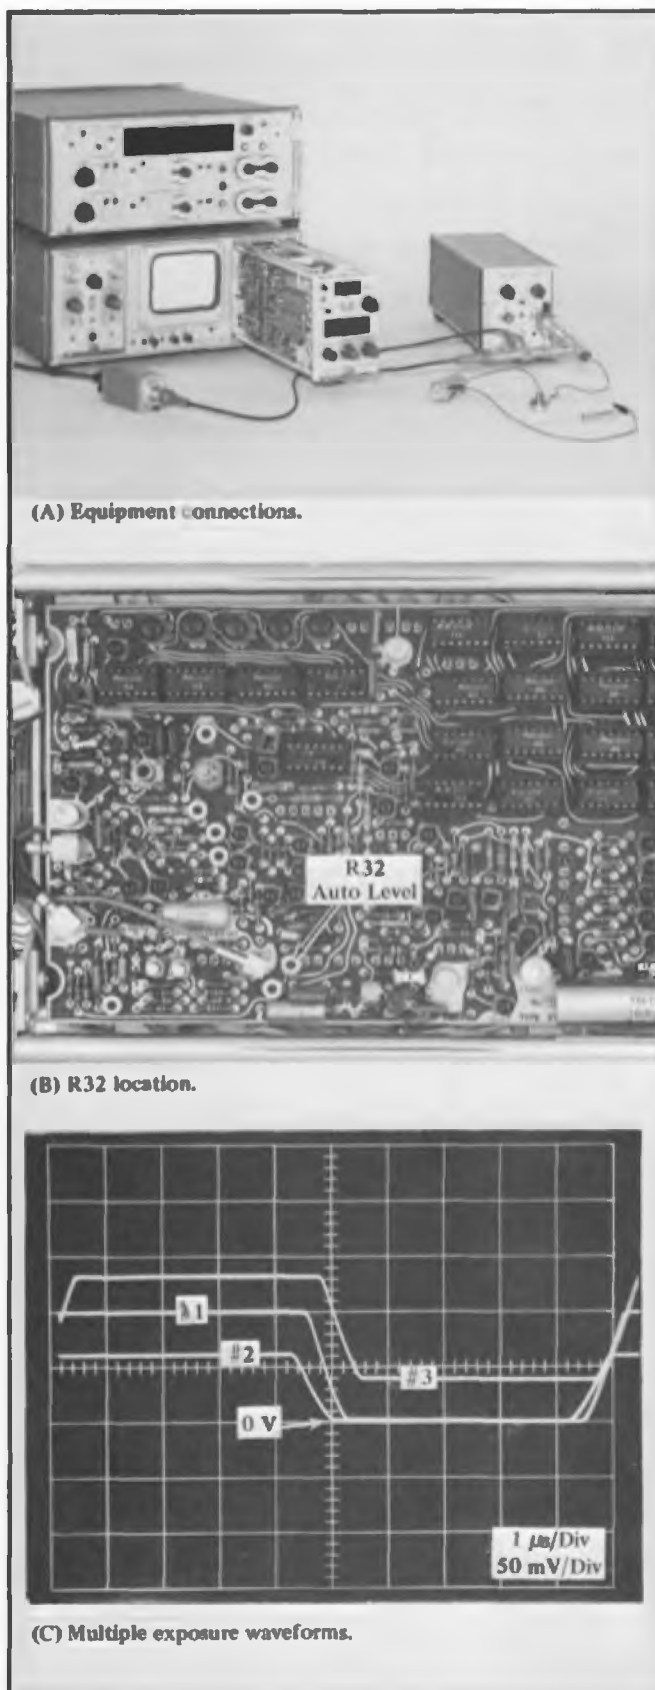 (A) Equipment connections.
R32
Auto Level
(B) R32 location.
#1
#2
#3
0 V
1 μs/Div
50 mV/Div
(C) Multiple exposure waveforms.